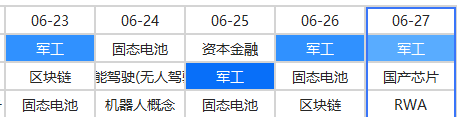 06-23 06-24 06-25 06-26 06-27
军工 固态电池 资本金融 军工 军工
区块链 能驾驶(无人驾 军工 固态电池 国产芯片
固态电池 机器人概念 固态电池 区块链 RWA